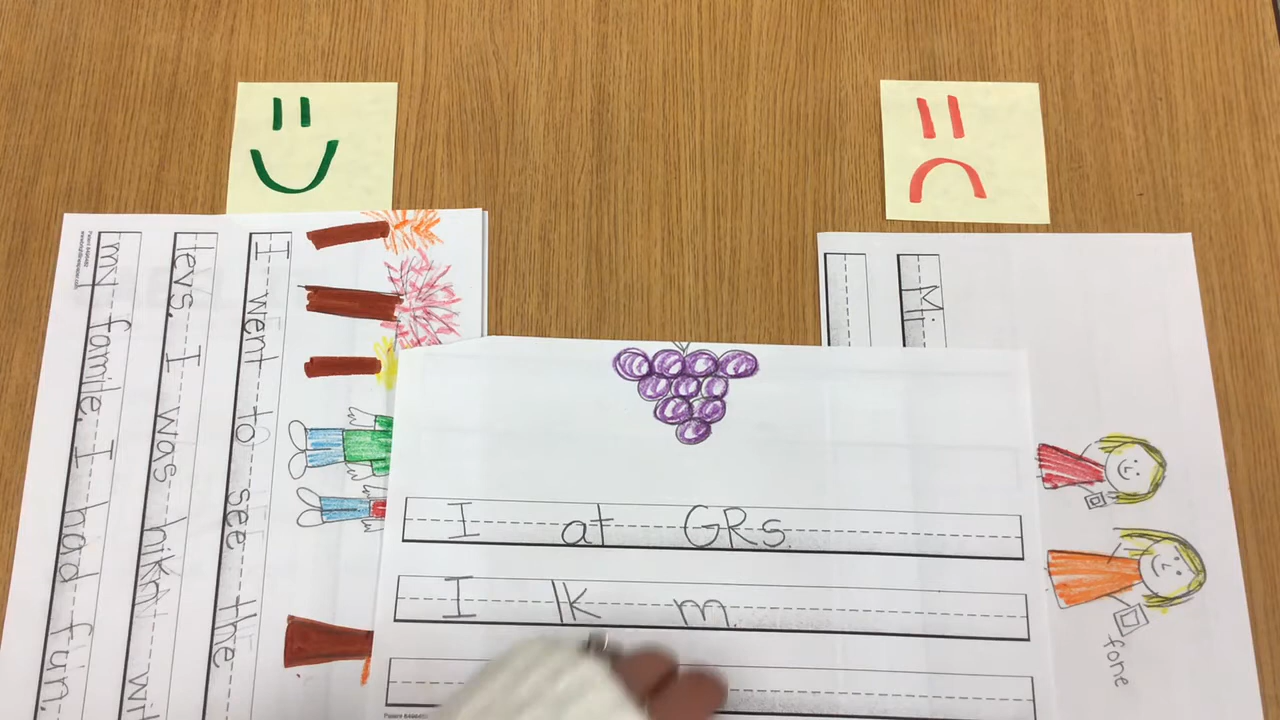 I went to see the
levs. I was hikn wi
my famile. I had fun.
I at GRs.
I lk m.
Mi
fone